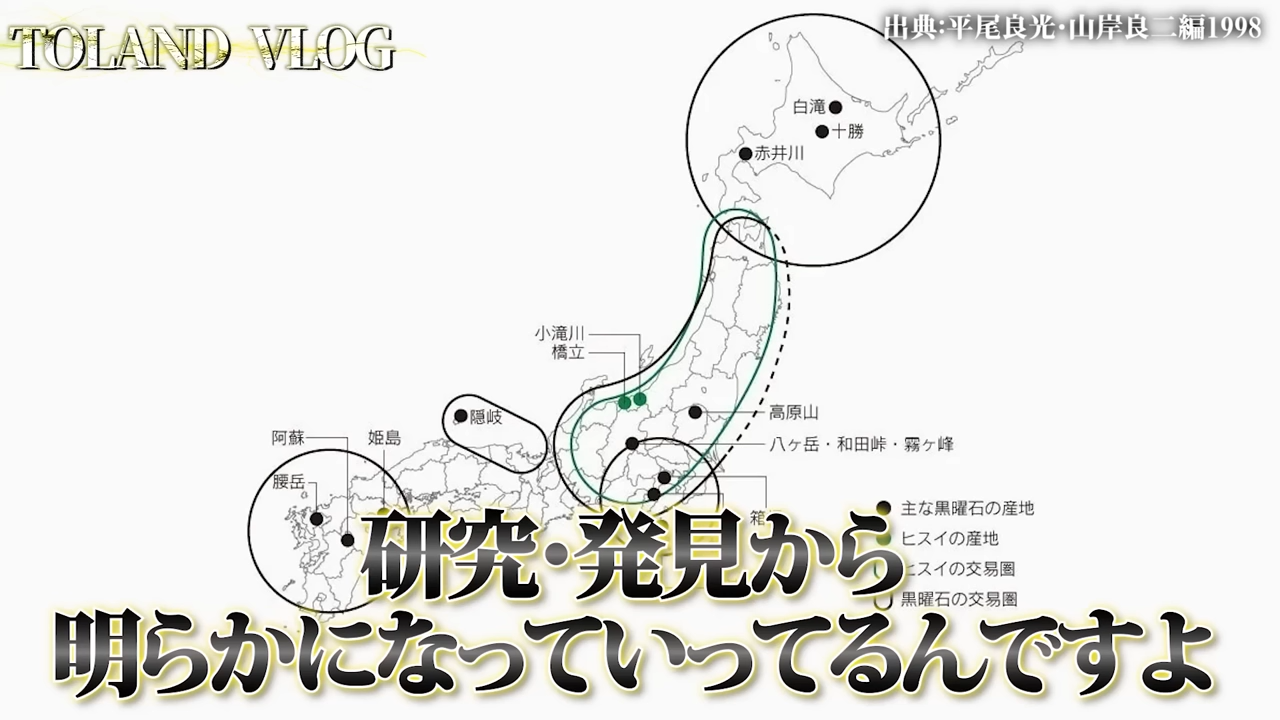 TOLAND VLOG
出典:平尾良光・山岸良二編1998
白滝
十勝
赤井川
小滝川
橋立
隠岐
高原山
阿蘇
姫島
八ヶ岳・和田峠・霧ヶ峰
腰岳
箱
主な黒曜石の産地
ヒスイの産地
ヒスイの交易圏
黒曜石の交易圏
研究・発見から
明らかになっていってるんですよ